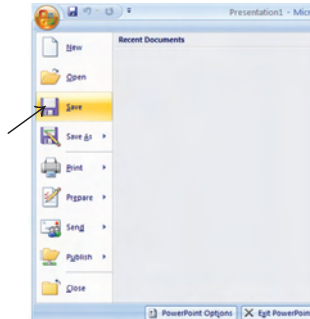 Presentation1 - Micr
Recent Documents
New
Open
Save
Save As
Print
Prepare
Send
Publish
Close
PowerPoint Options
Exit PowerPoin